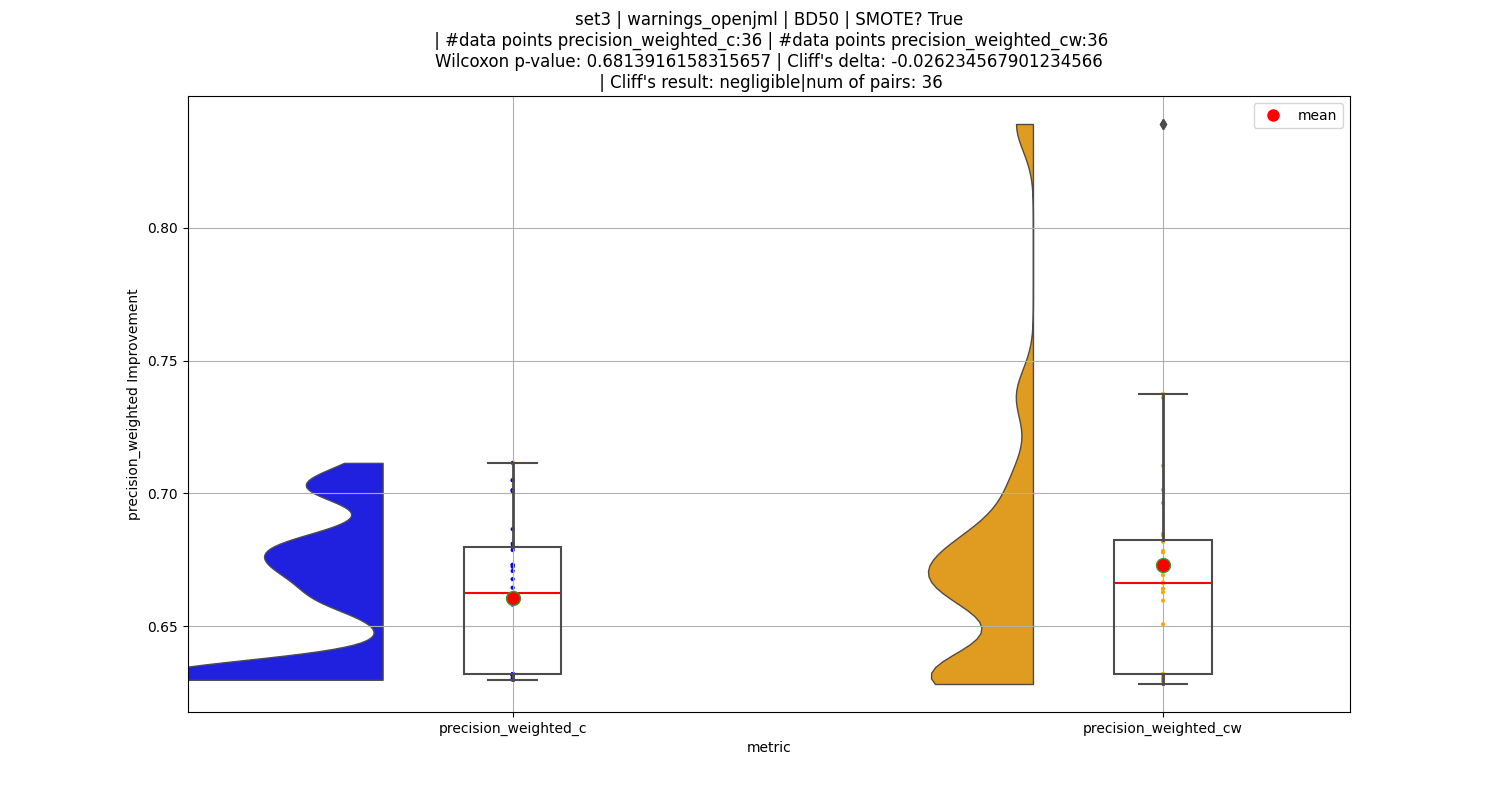 set3 | warnings_openjml | BD50 | SMOTE? True
| #data points precision_weighted_c:36 | #data points precision_weighted_cw:36
Wilcoxon p-value: 0.6813916158315657 | Cliff's delta: -0.026234567901234566
| Cliff's result: negligible|num of pairs: 36
mean
0.80
0.75
0.70
0.65
precision_weighted Improvement
precision_weighted_c
precision_weighted_cw
metric